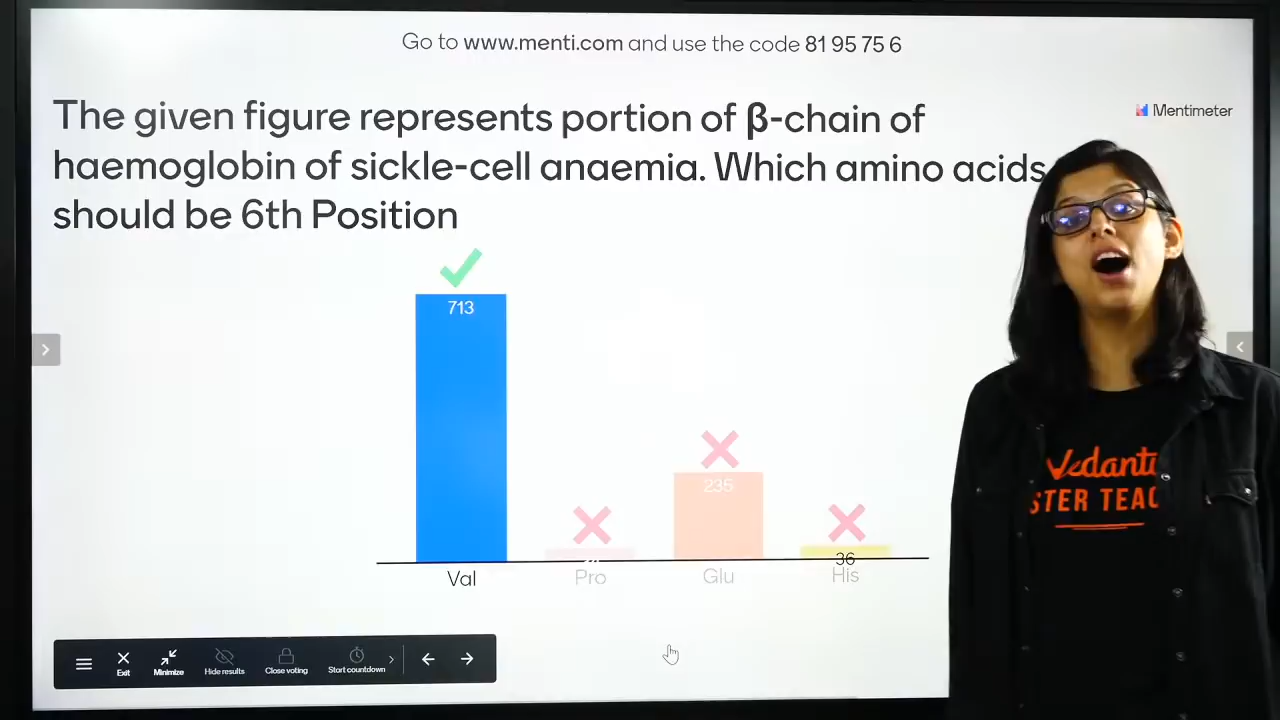 Go to www.menti.com and use the code 81 95 75 6
Mentimeter
The given figure represents portion of β-chain of
haemoglobin of sickle-cell anaemia. Which amino acids
should be 6th Position
713
235
36
Val
Pro
Glu
His
Vedantu
STER TEAC
Exit
Minimize
Hide results
Close voting
Start countdown